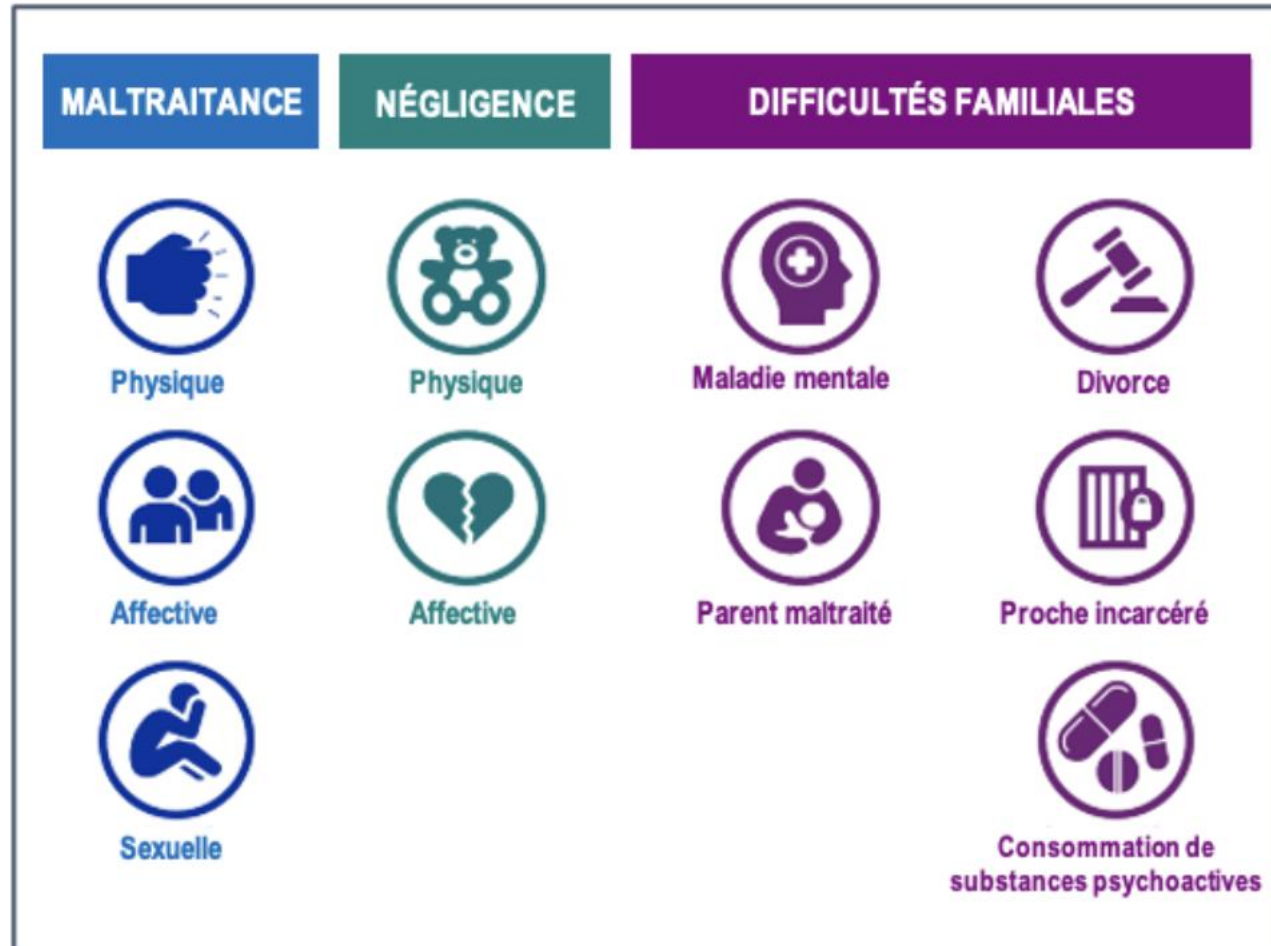 MALTRAITANCE
NÉGLIGENCE
DIFFICULTÉS FAMILIALES
Physique
Physique
Maladie mentale
Divorce
Affective
Affective
Parent maltraité
Proche incarcéré
Sexuelle
Consommation de
substances psychoactives